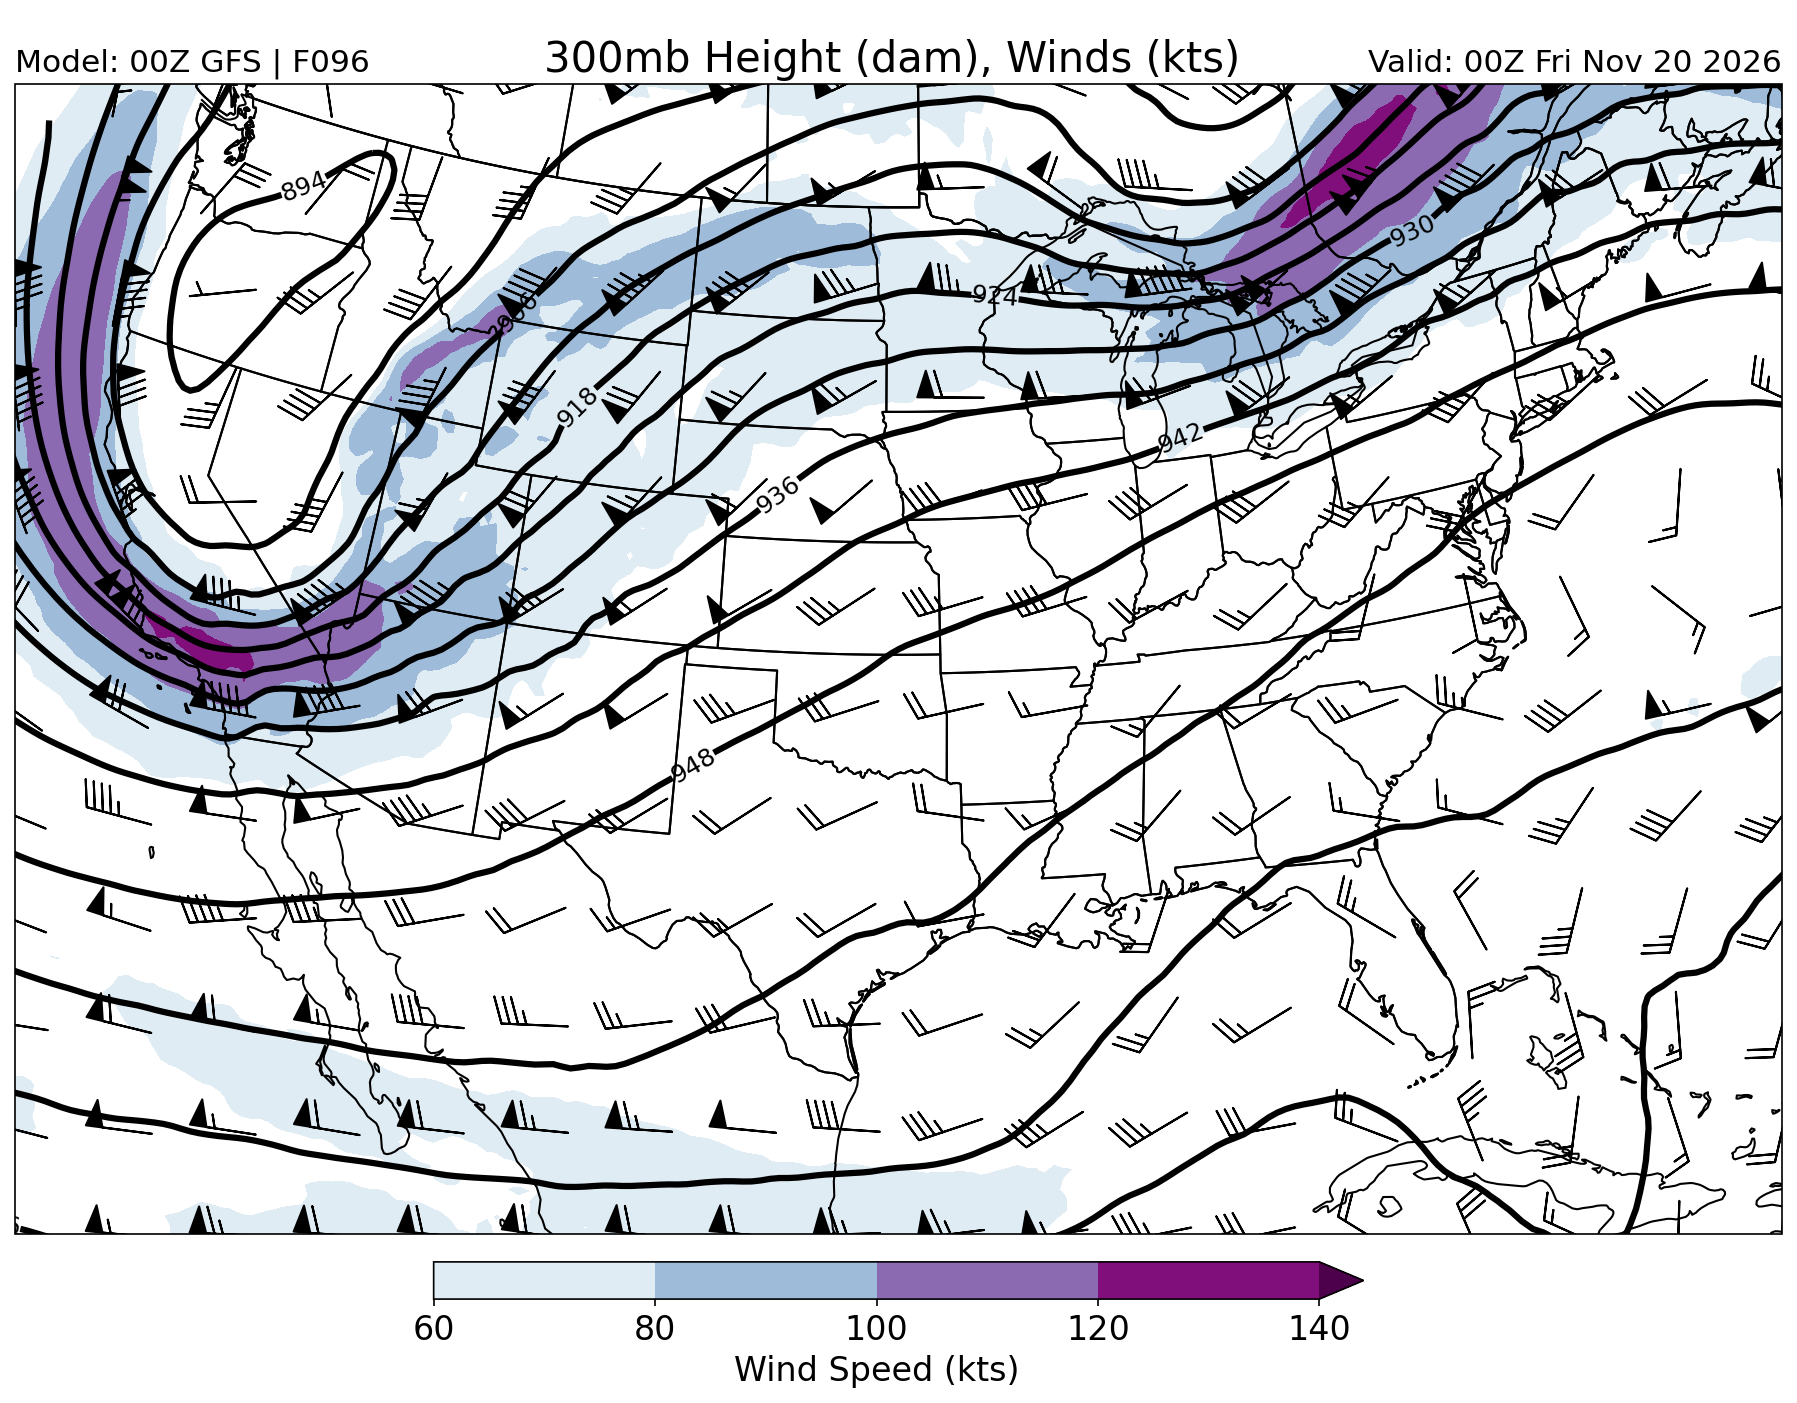 Model: 00Z GFS | F096
300mb Height (dam), Winds (kts)
Valid: 00Z Fri Nov 20 2026
894
930
924
918
942
936
948
60 80 100 120 140
Wind Speed (kts)